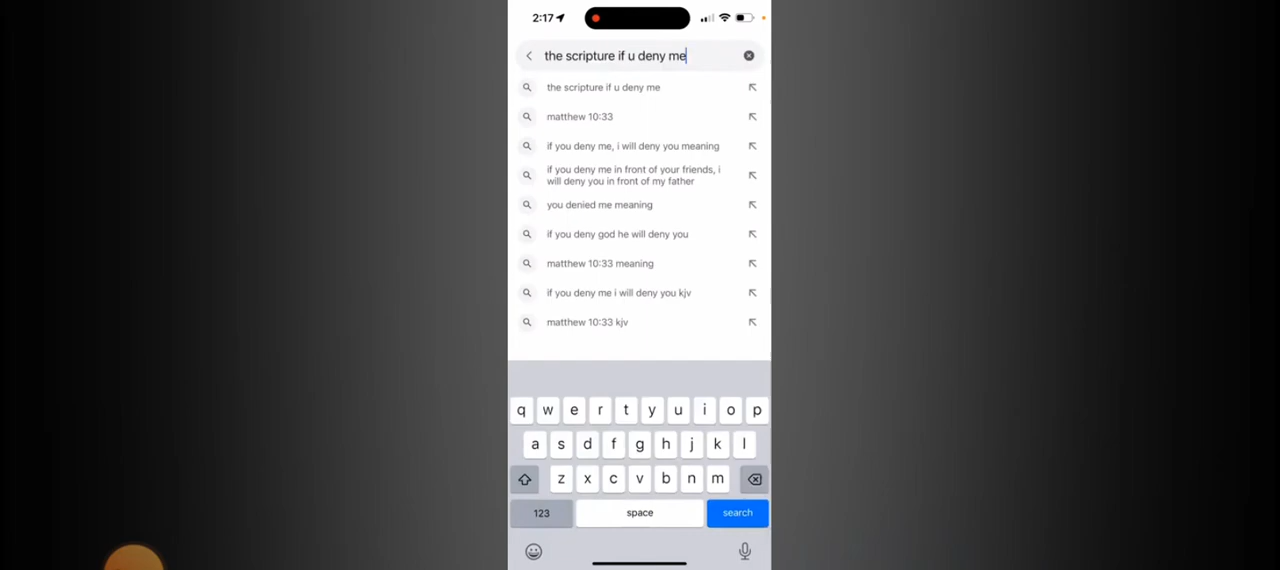 2:17
the scripture if u deny me
the scripture if u deny me
matthew 10:33
if you deny me, i will deny you meaning
if you deny me in front of your friends, i
will deny you in front of my father
you denied me meaning
if you deny god he will deny you
matthew 10:33 meaning
if you deny me i will deny you kjv
matthew 10:33 kjv
q w e r t y u i o p
a s d f g h j k l
z x c v b n m
123 space search